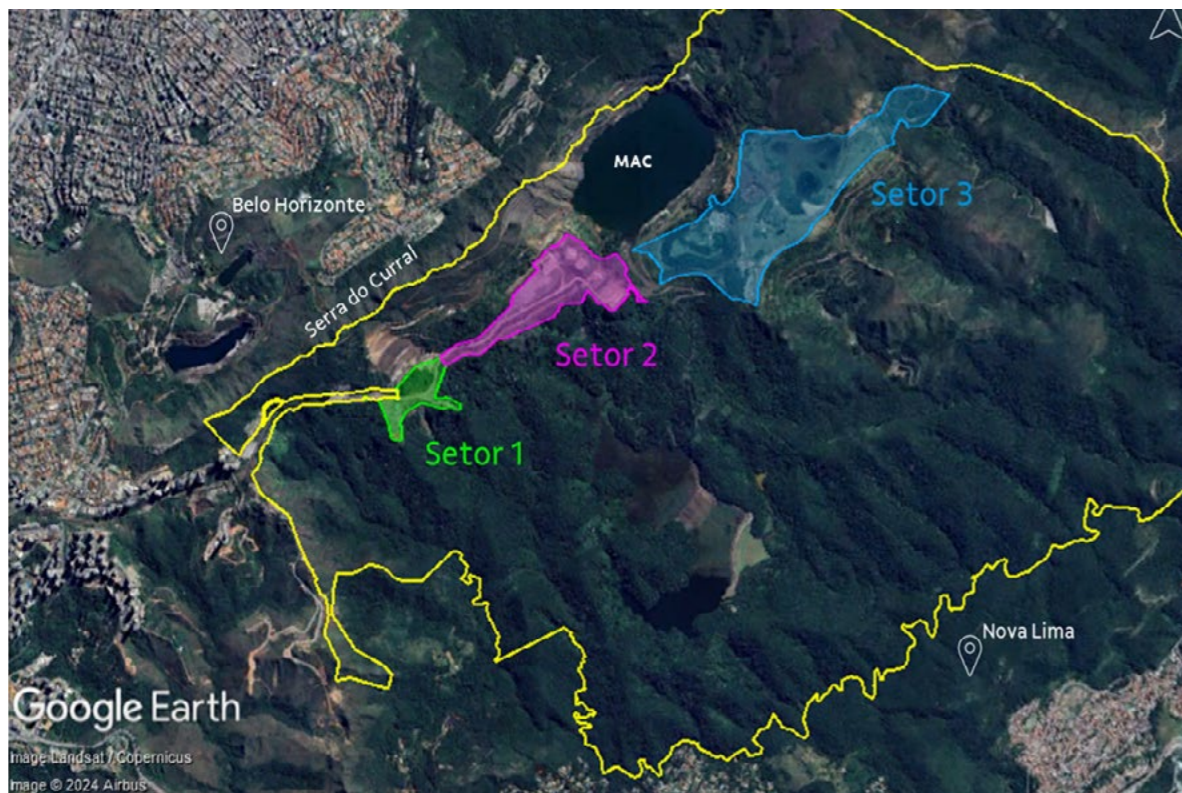 MAC
Setor 3
Belo Horizonte
Serra do Curral
Setor 2
Setor 1
Nova Lima
Google Earth
Image Landsat / Copernicus
Image © 2024 Airbus